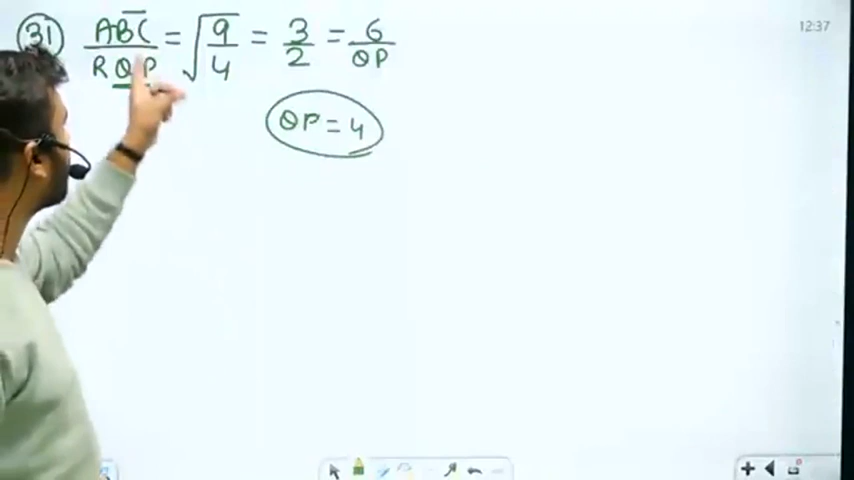 31 ABC/RQP = √9/4 = 3/2 = 6/QP
QP = 4
12:37